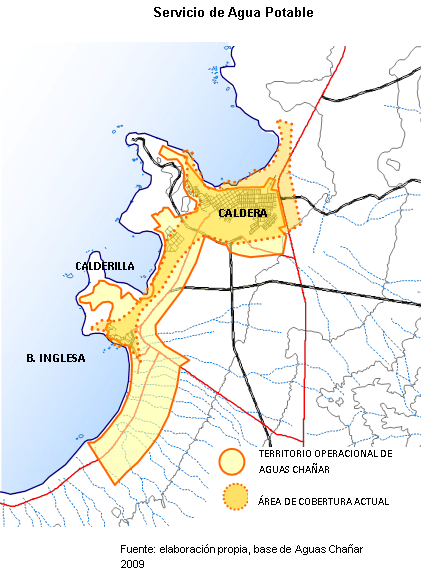 Servicio de Agua Potable
CALDERA
CALDERILLA
B. INGLESA
TERRITORIO OPERACIONAL DE
AGUAS CHAÑAR
ÁREA DE COBERTURA ACTUAL
Fuente: elaboración propia, base de Aguas Chañar
2009